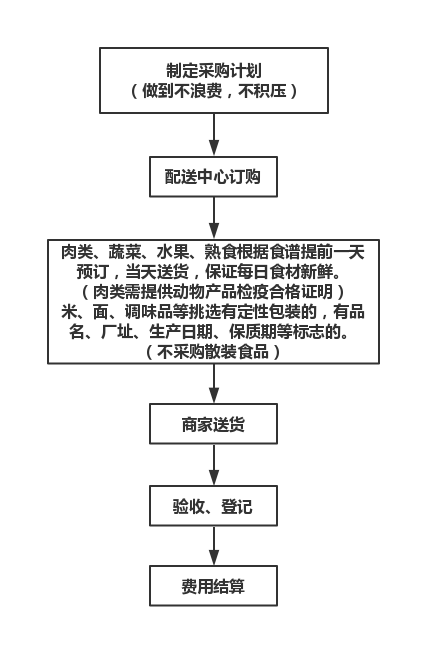 制定采购计划
（做到不浪费，不积压）
配送中心订购
肉类、蔬菜、水果、熟食根据食谱提前一天
预订，当天送货，保证每日食材新鲜。
（肉类需提供动物产品检疫合格证明）
米、面、调味品等挑选有定性包装的，有品
名、厂址、生产日期、保质期等标志的。
（不采购散装食品）
商家送货
验收、登记
费用结算